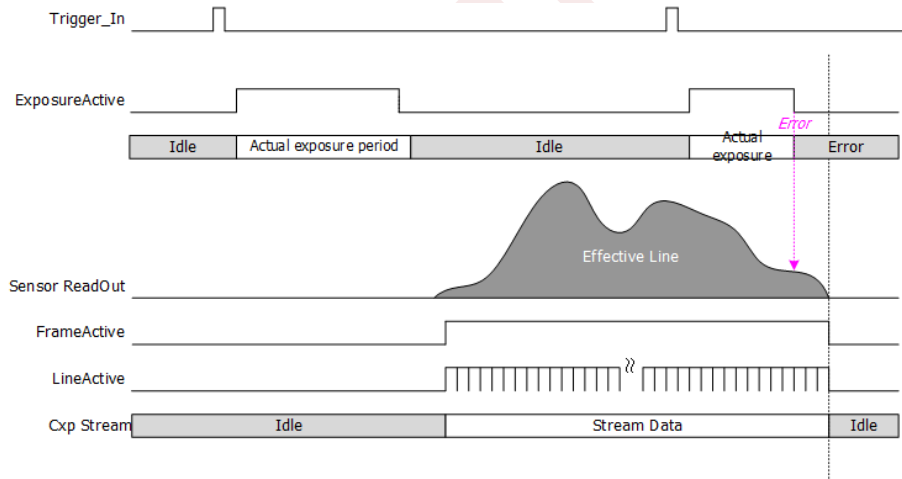 Trigger_In
ExposureActive
Error
Idle
Actual exposure period
Idle
Actual
exposure
Error
Effective Line
Sensor ReadOut
FrameActive
LineActive
Cxp Stream
Idle
Stream Data
Idle